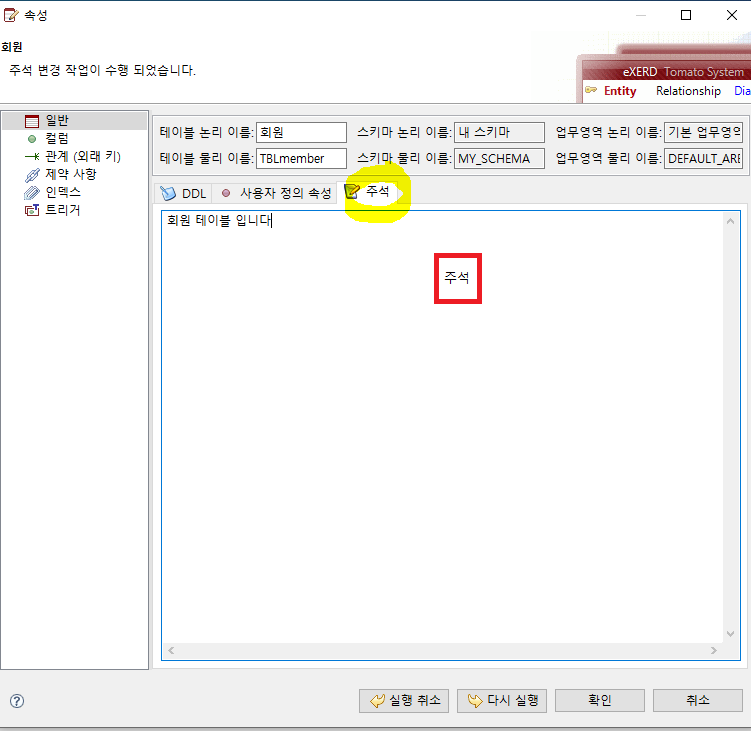 속성
회원
주석 변경 작업이 수행 되었습니다.
eXERD Tomato System
Entity Relationship Dia
일반
컬럼
관계 (외래 키)
제약 사항
인덱스
트리거
테이블 논리 이름: 회원 스키마 논리 이름: 내 스키마 업무영역 논리 이름: 기본 업무영역
테이블 물리 이름: TBLmember 스키마 물리 이름: MY_SCHEMA 업무영역 물리 이름: DEFAULT_ARE
DDL 사용자 정의 속성 주석
회원 테이블 입니다
주석
실행 취소 다시 실행 확인 취소